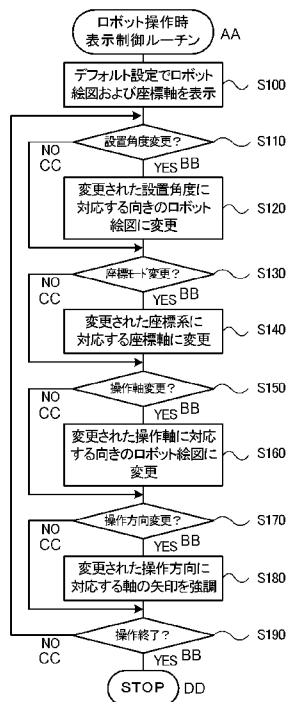 ロボット操作時
表示制御ルーチン
AA
デフォルト設定でロボット
絵図および座標軸を表示
S100
設置角度変更?
S110
NO
CC
YES BB
変更された設置角度に
対応する向きのロボット
絵図に変更
S120
座標モード変更?
S130
NO
CC
YES BB
変更された座標系に
対応する座標軸に変更
S140
操作軸変更?
S150
NO
CC
YES BB
変更された操作軸に対応
する向きのロボット絵図に
変更
S160
操作方向変更?
S170
NO
CC
YES BB
変更された操作方向に
対応する軸の矢印を強調
S180
操作終了?
S190
NO
CC
YES BB
STOP
DD